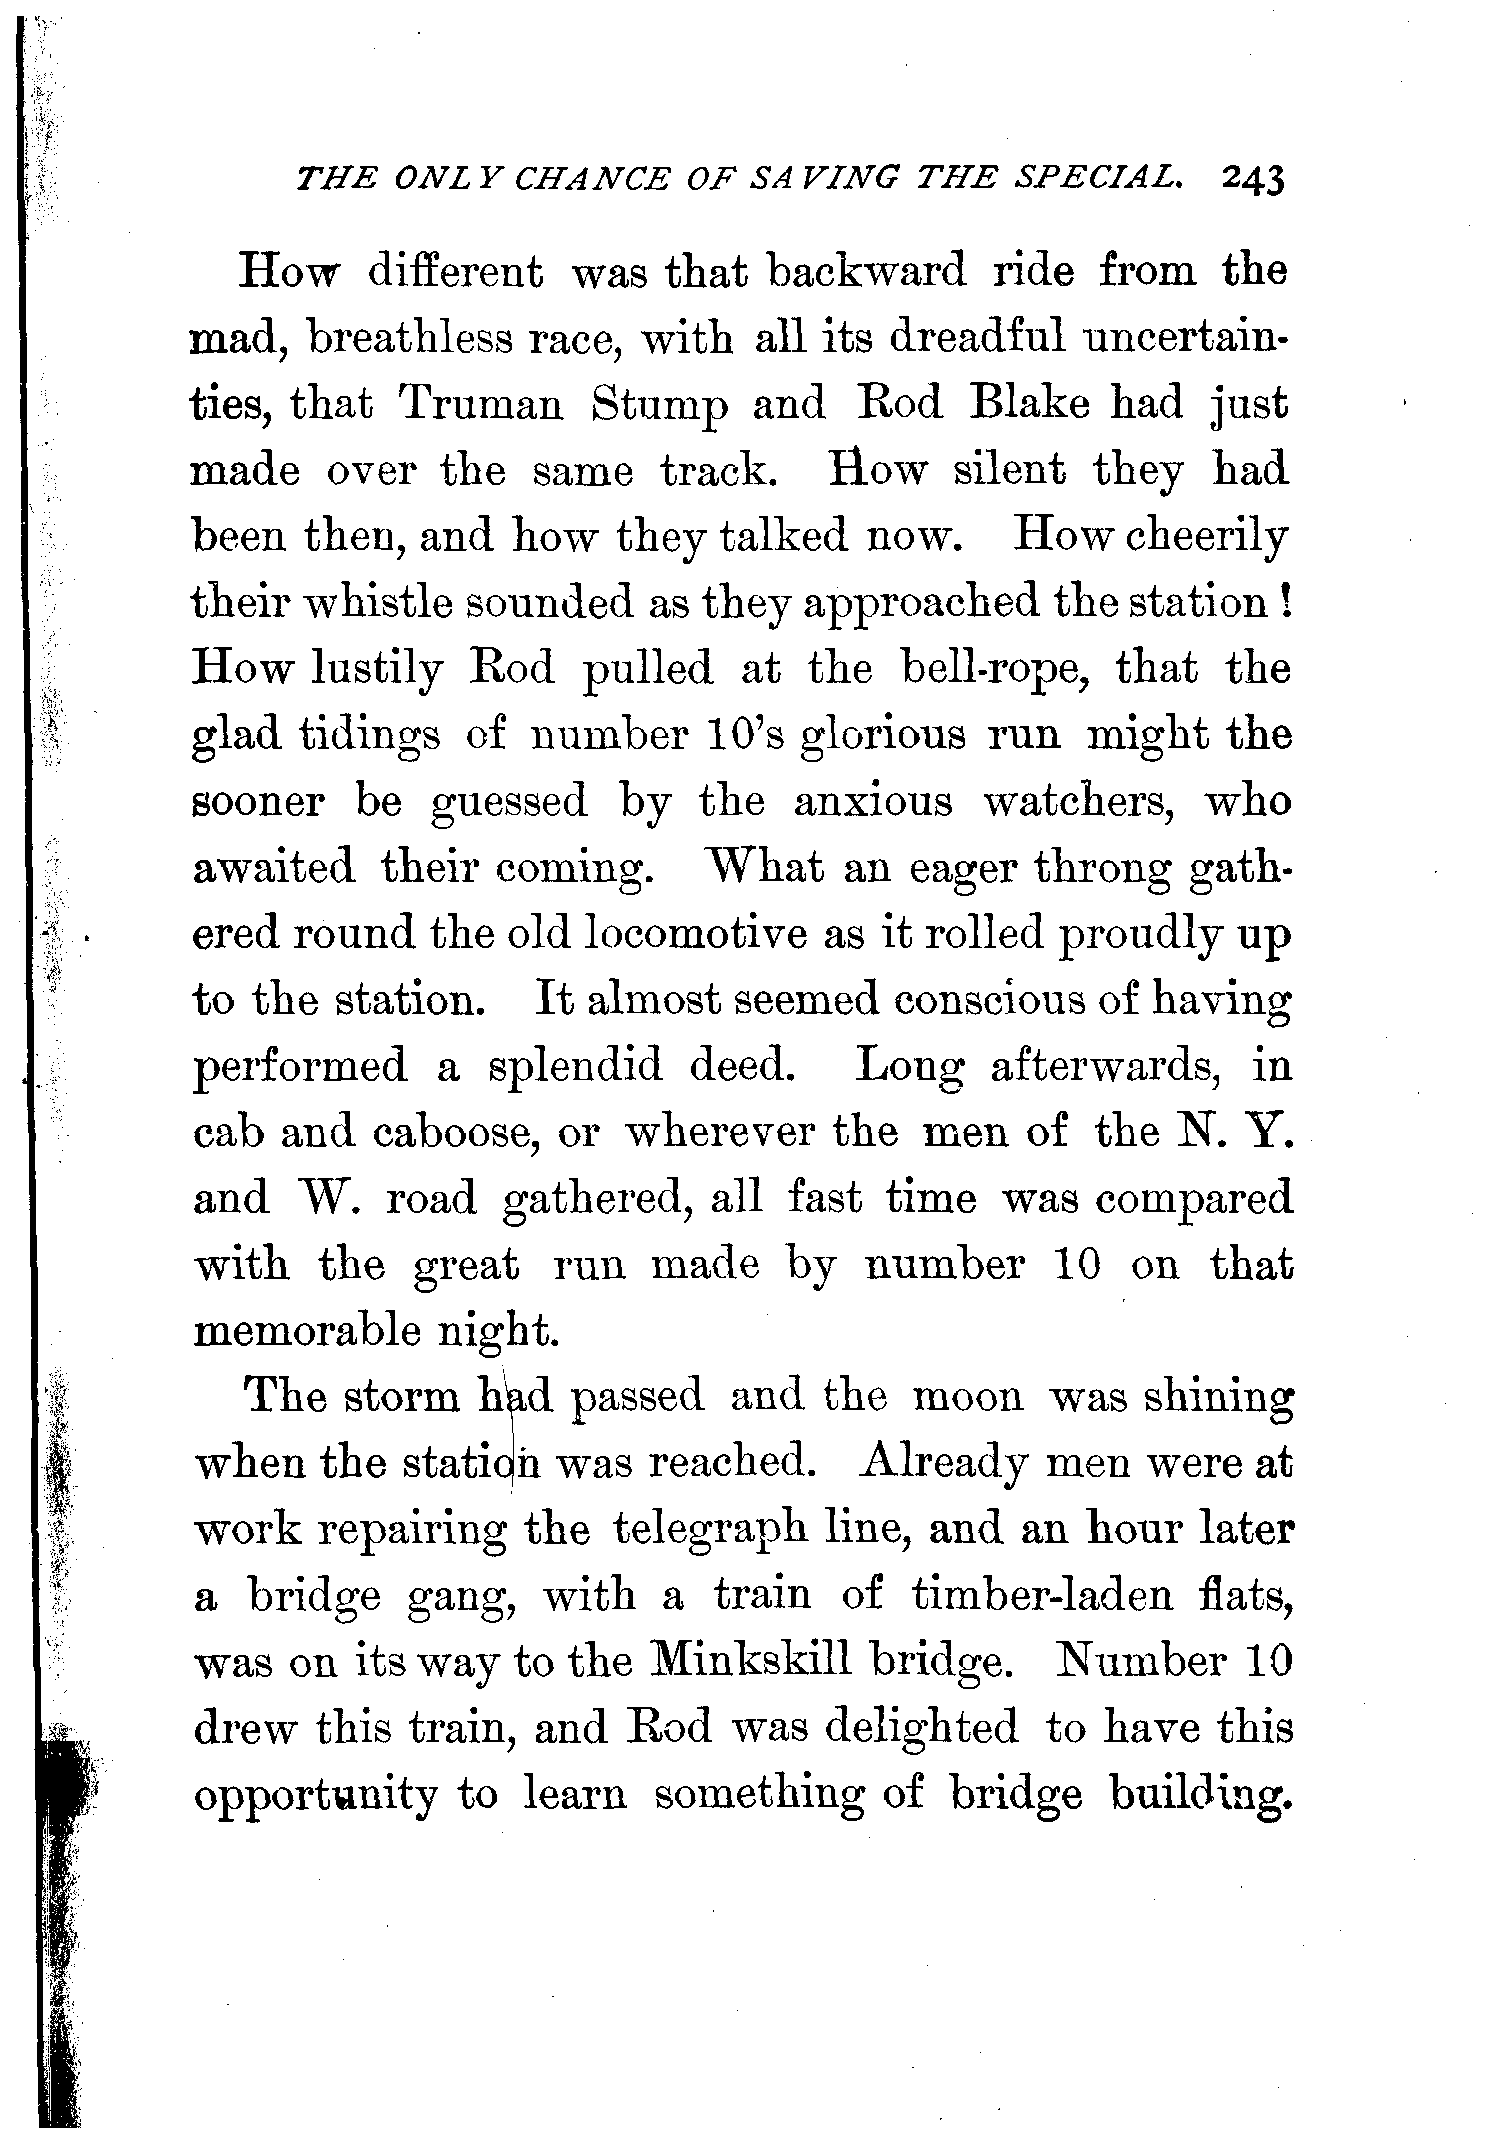 THE ONLY CHANCE OF SAVING THE SPECIAL. 243
How different was that backward ride from the
mad, breathless race, with all its dreadful uncertain-
ties, that Truman Stump and Rod Blake had just
made over the same track. How silent they had
been then, and how they talked now. How cheerily
their whistle sounded as they approached the station !
How lustily Rod pulled at the bell-rope, that the
glad tidings of number 10's glorious run might the
sooner be guessed by the anxious watchers, who
awaited their coming. What an eager throng gath-
ered round the old locomotive as it rolled proudly up
to the station. It almost seemed conscious of having
performed a splendid deed. Long afterwards, in
cab and caboose, or wherever the men of the N. Y.
and W. road gathered, all fast time was compared
with the great run made by number 10 on that
memorable night.
The storm had passed and the moon was shining
when the station was reached. Already men were at
work repairing the telegraph line, and an hour later
a bridge gang, with a train of timber-laden flats,
was on its way to the Minkskill bridge. Number 10
drew this train, and Rod was delighted to have this
opportunity to learn something of bridge building.